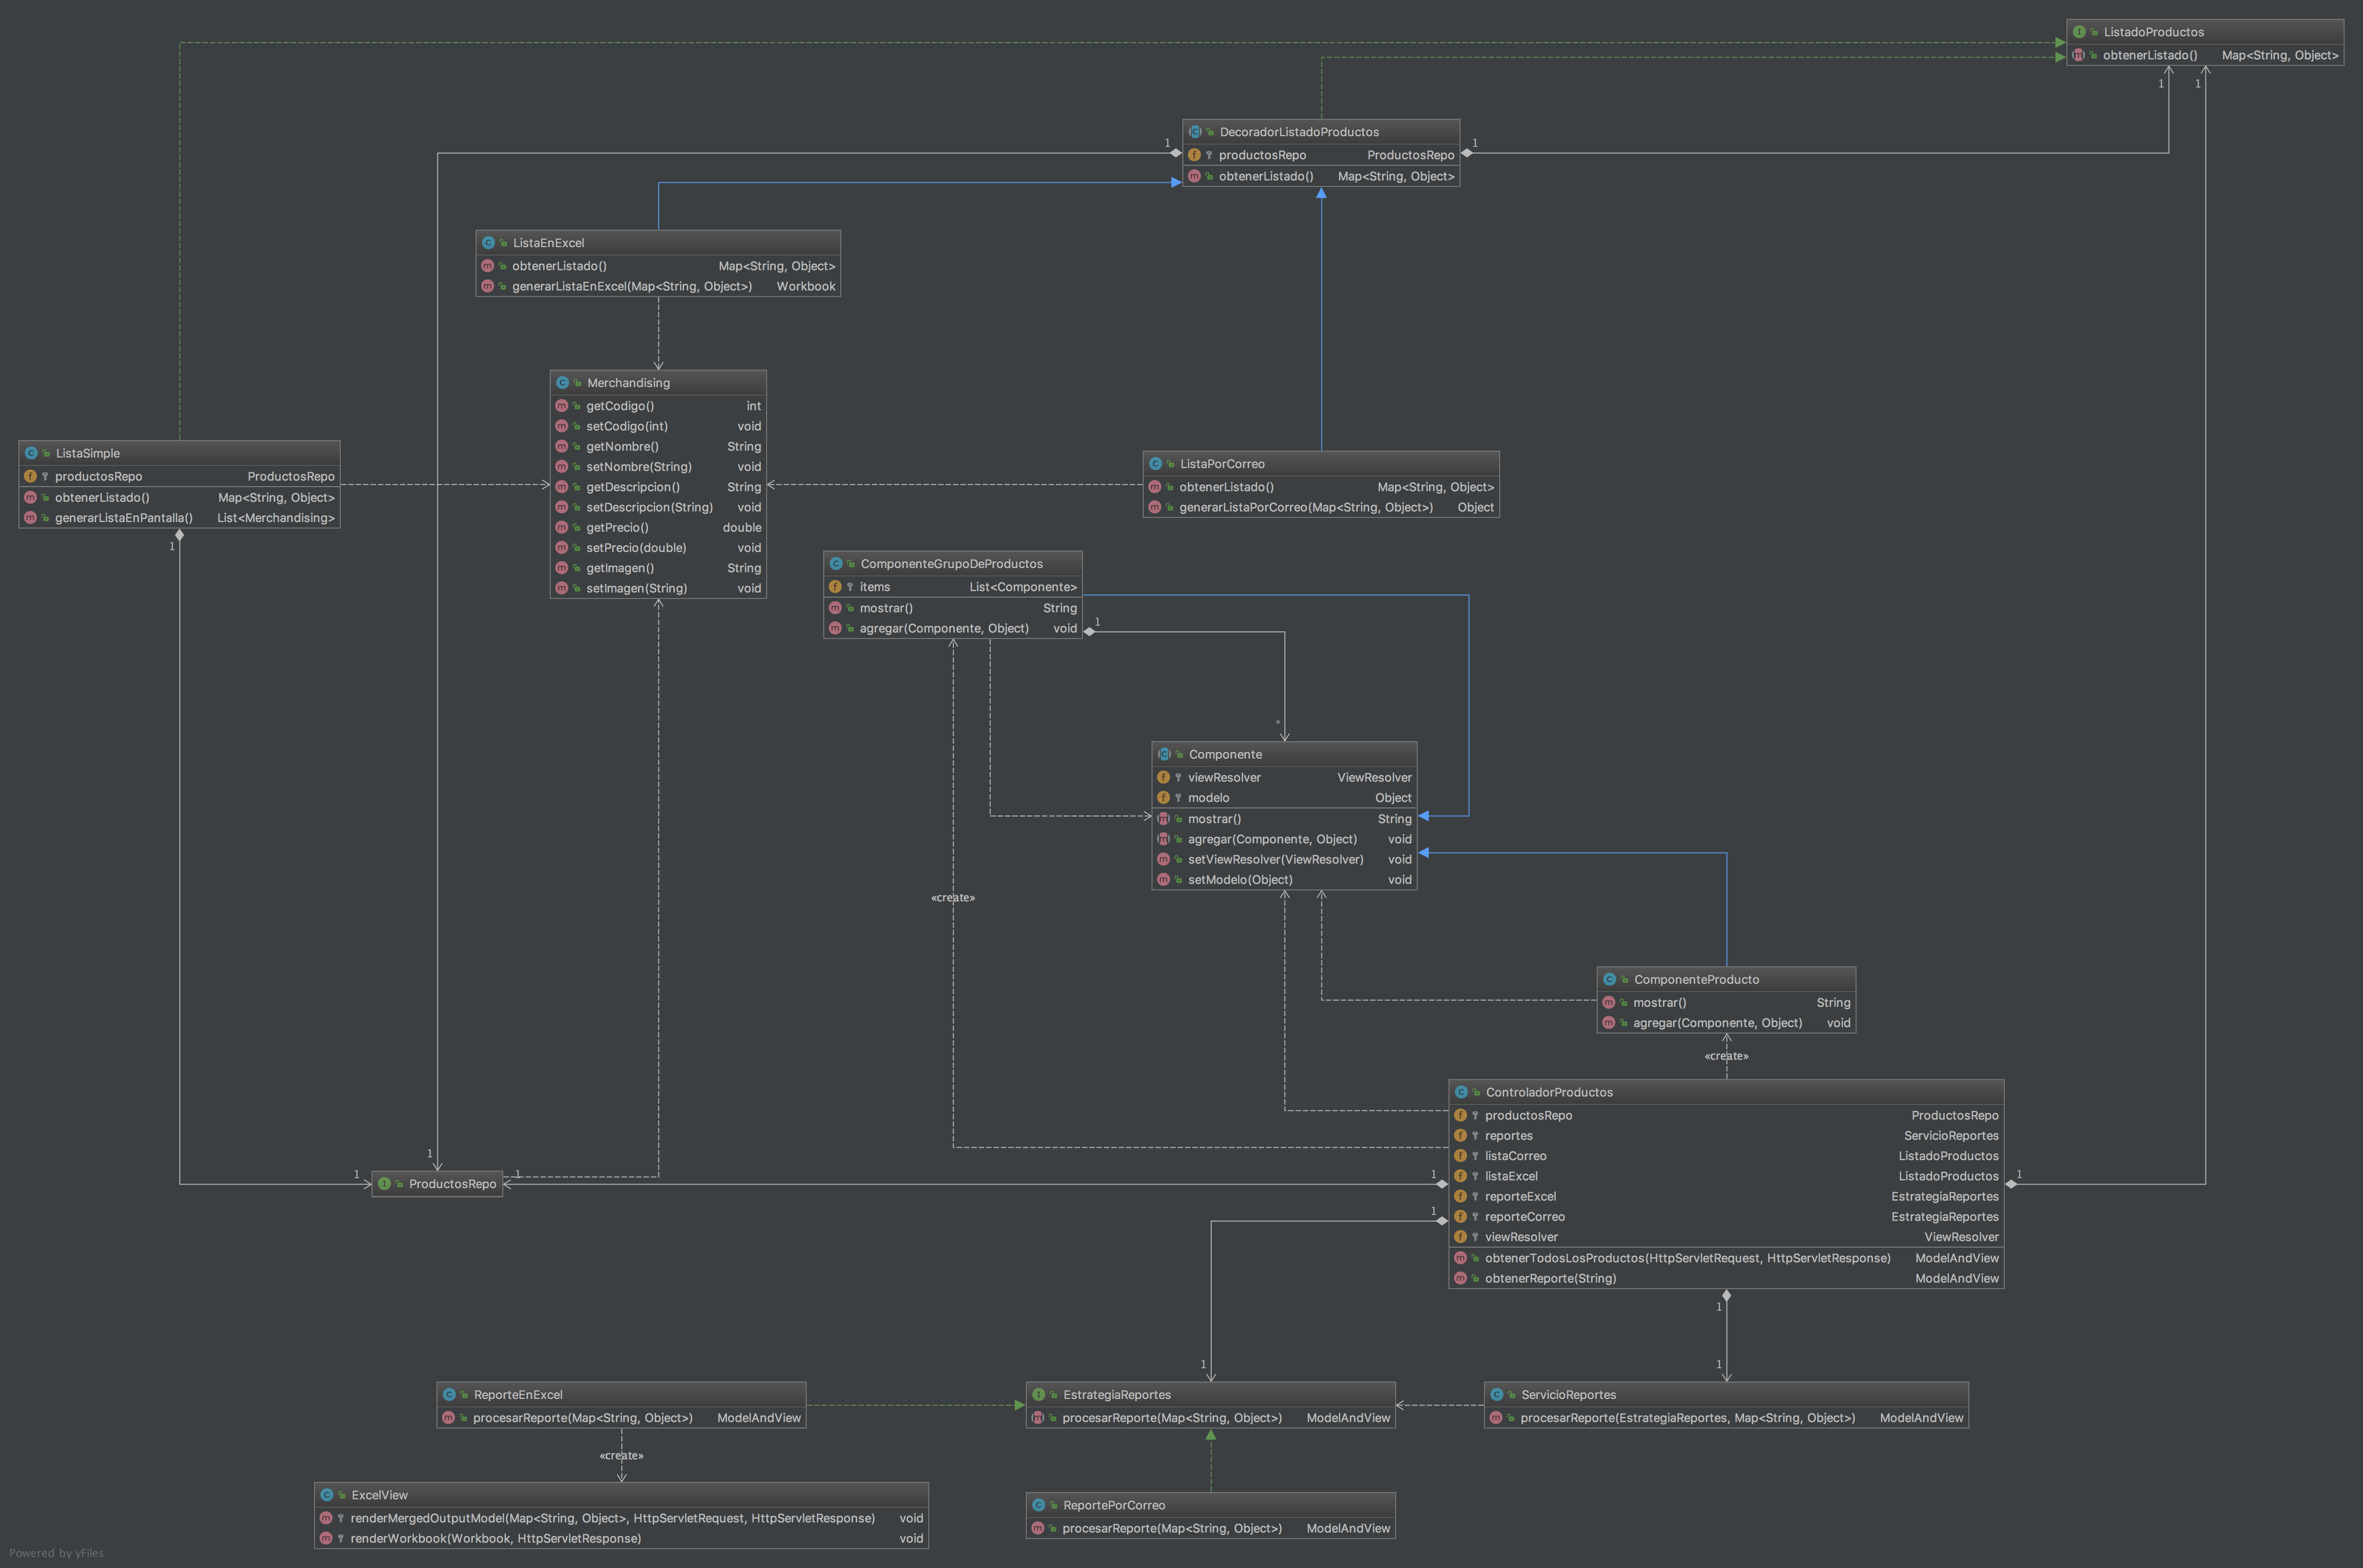 ListadoProductos
obtenerListado() Map<String, Object>
1 1
DecoradorListadoProductos
productosRepo ProductosRepo
obtenerListado() Map<String, Object>
1 1
ListaEnExcel
obtenerListado() Map<String, Object>
generarListaEnExcel(Map<String, Object>) Workbook
Merchandising
getCodigo() int
setCodigo(int) void
getNombre() String
setNombre(String) void
getDescripcion() String
setDescripcion(String) void
getPrecio() double
setPrecio(double) void
getImagen() String
setImagen(String) void
ListaSimple
productosRepo ProductosRepo
obtenerListado() Map<String, Object>
generarListaEnPantalla() List<Merchandising>
1
ListaPorCorreo
obtenerListado() Map<String, Object>
generarListaPorCorreo(Map<String, Object>) Object
ComponenteGrupoDeProductos
items List<Componente>
mostrar() String
agregar(Componente, Object) void
1
*
Componente
viewResolver ViewResolver
modelo Object
mostrar() String
agregar(Componente, Object) void
setViewResolver(ViewResolver) void
setModelo(Object) void
«create»
ComponenteProducto
mostrar() String
agregar(Componente, Object) void
«create»
ControladorProductos
productosRepo ProductosRepo
reportes ServicioReportes
listaCorreo ListadoProductos
listaExcel ListadoProductos
reporteExcel EstrategiaReportes
reporteCorreo EstrategiaReportes
viewResolver ViewResolver
obtenerTodosLosProductos(HttpServletRequest, HttpServletResponse) ModelAndView
obtenerReporte(String) ModelAndView
1
1 1 1 1
ProductosRepo
1
1
1 1
ReporteEnExcel
procesarReporte(Map<String, Object>) ModelAndView
EstrategiaReportes
procesarReporte(Map<String, Object>) ModelAndView
ServicioReportes
procesarReporte(EstrategiaReportes, Map<String, Object>) ModelAndView
«create»
ExcelView
renderMergedOutputModel(Map<String, Object>, HttpServletRequest, HttpServletResponse) void
renderWorkbook(Workbook, HttpServletResponse) void
ReportePorCorreo
procesarReporte(Map<String, Object>) ModelAndView
Powered by yFiles